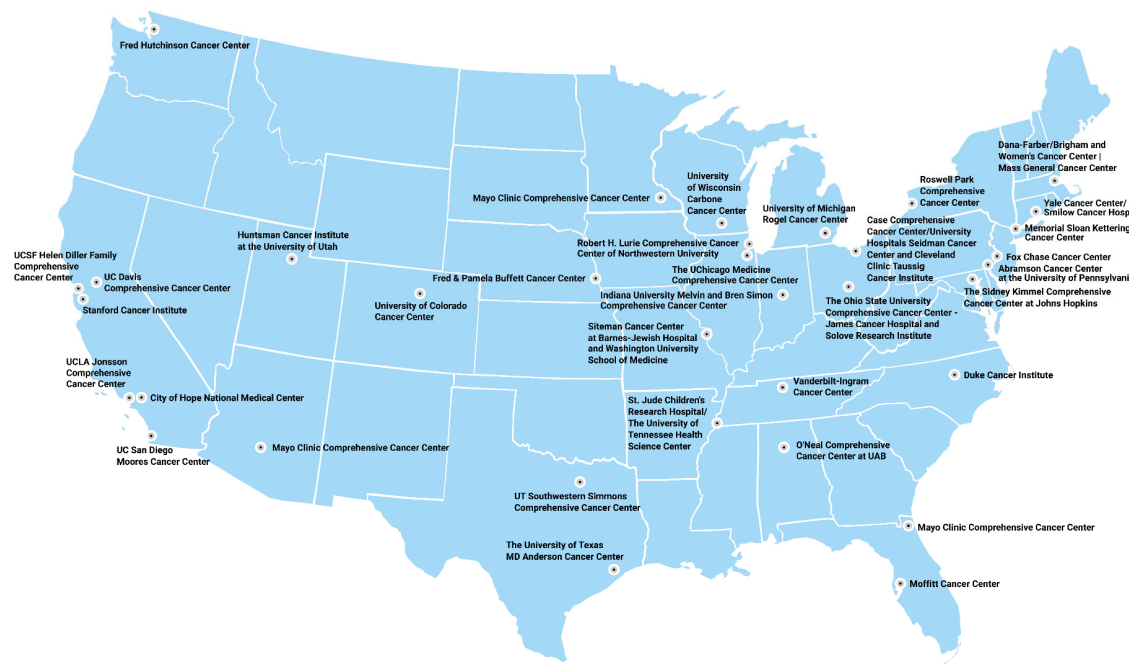 Fred Hutchinson Cancer Center
Dana-Farber/Brigham and
Women's Cancer Center |
Mass General Cancer Center
Roswell Park
Comprehensive
Cancer Center
University
of Wisconsin
Carbone
Cancer Center
Mayo Clinic Comprehensive Cancer Center
University of Michigan
Rogel Cancer Center
Yale Cancer Center/
Smilow Cancer Hosp
Memorial Sloan Kettering
Cancer Center
Case Comprehensive
Cancer Center/University
Hospitals Seidman Cancer
Center and Cleveland
Clinic Taussig
Cancer Institute
Huntsman Cancer Institute
at the University of Utah
Robert H. Lurie Comprehensive Cancer
Center of Northwestern University
UCSF Helen Diller Family
Comprehensive
Cancer Center
Fox Chase Cancer Center
Abramson Cancer Center
at the University of Pennsylvani
The UChicago Medicine
Comprehensive Cancer Center
UC Davis
Comprehensive Cancer Center
Fred & Pamela Buffett Cancer Center
University of Colorado
Cancer Center
Indiana University Melvin and Bren Simon
Comprehensive Cancer Center
The Sidney Kimmel Comprehensive
Cancer Center at Johns Hopkins
Stanford Cancer Institute
The Ohio State University
Comprehensive Cancer Center -
James Cancer Hospital and
Solove Research Institute
Siteman Cancer Center
at Barnes-Jewish Hospital
and Washington University
School of Medicine
UCLA Jonsson
Comprehensive
Cancer Center
Duke Cancer Institute
Vanderbilt-Ingram
Cancer Center
City of Hope National Medical Center
St. Jude Children's
Research Hospital/
The University of
Tennessee Health
Science Center
UC San Diego
Moores Cancer Center
Mayo Clinic Comprehensive Cancer Center
O'Neal Comprehensive
Cancer Center at UAB
UT Southwestern Simmons
Comprehensive Cancer Center
Mayo Clinic Comprehensive Cancer Center
The University of Texas
MD Anderson Cancer Center
Moffitt Cancer Center